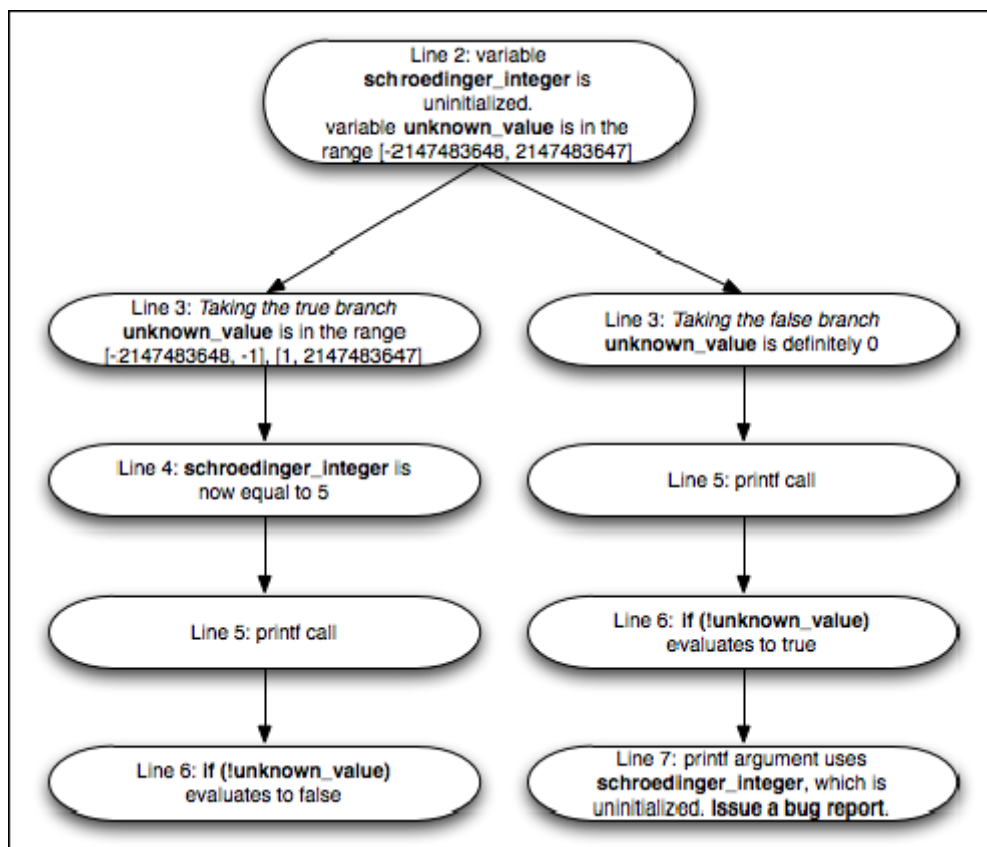 Line 2: variable
schroedinger_integer is
uninitialized.
variable unknown_value is in the
range [-2147483648, 2147483647]
Line 3: Taking the true branch
unknown_value is in the range
[-2147483648, -1], [1, 2147483647]
Line 3: Taking the false branch
unknown_value is definitely 0
Line 4: schroedinger_integer is
now equal to 5
Line 5: printf call
Line 5: printf call
Line 6: if (!unknown_value)
evaluates to true
Line 6: if (!unknown_value)
evaluates to false
Line 7: printf argument uses
schroedinger_integer, which is
uninitialized. Issue a bug report.